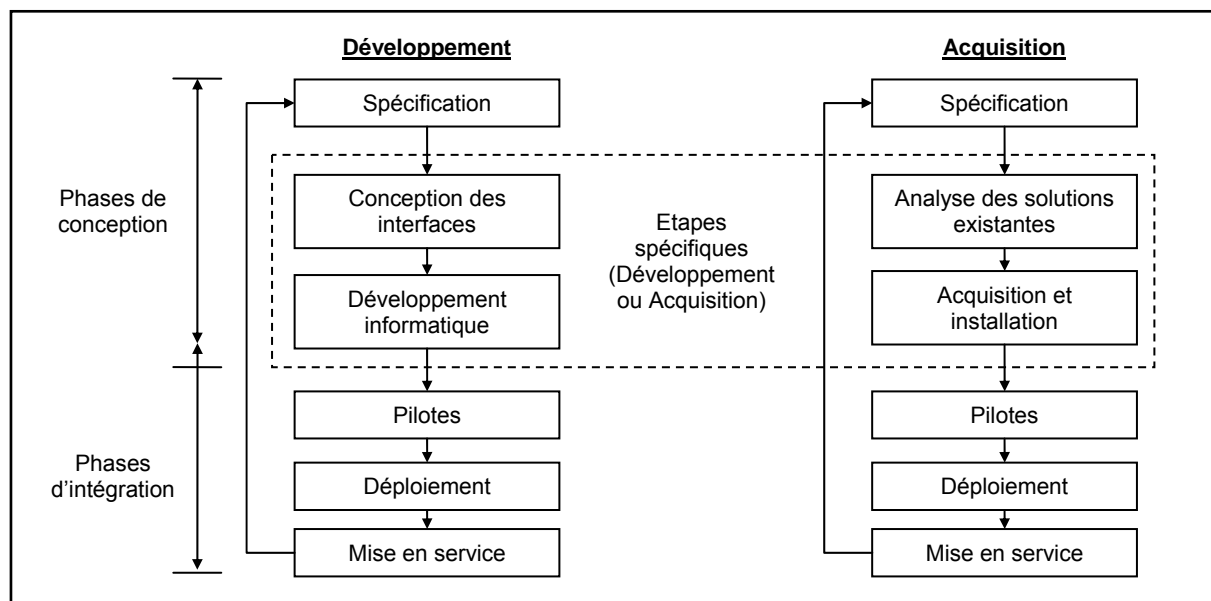 Développement
Acquisition
Spécification
Spécification
Phases de
conception
Conception des
interfaces
Etapes
spécifiques
(Développement
ou Acquisition)
Analyse des solutions
existantes
Développement
informatique
Acquisition et
installation
Phases
d'intégration
Pilotes
Pilotes
Déploiement
Déploiement
Mise en service
Mise en service